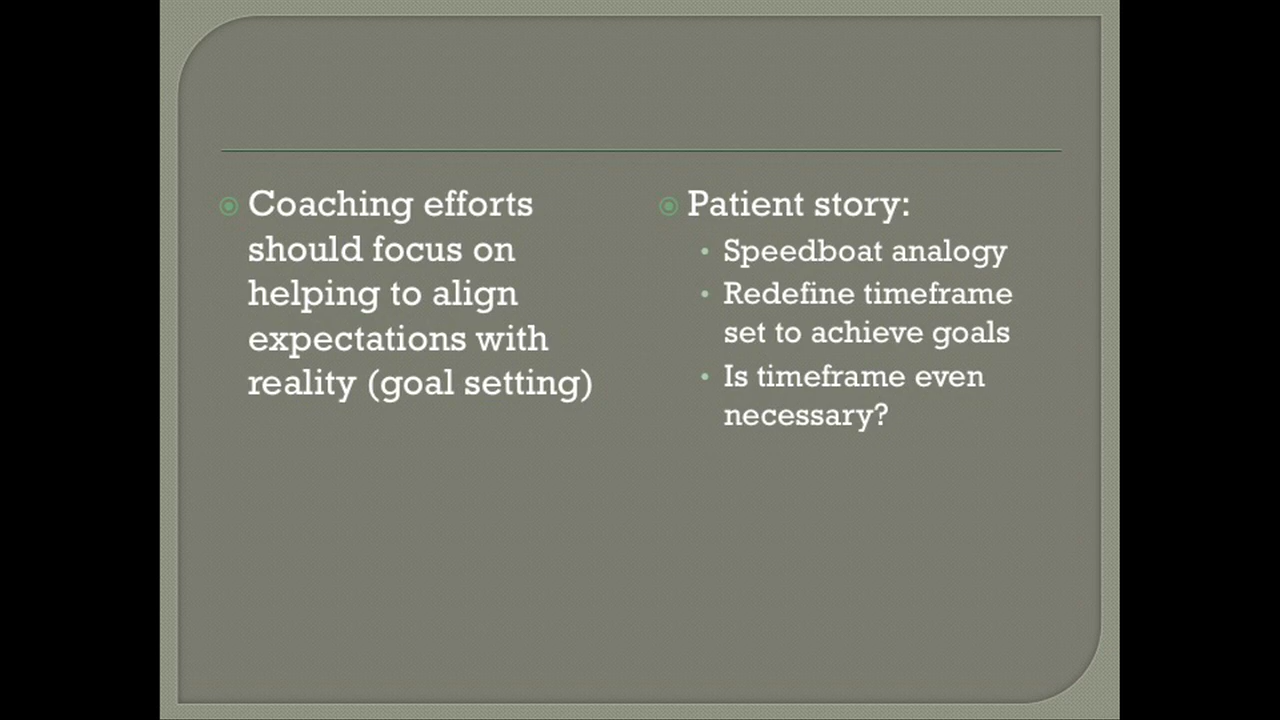 Coaching efforts
should focus on
helping to align
expectations with
reality (goal setting)
Patient story:
Speedboat analogy
Redefine timeframe
set to achieve goals
Is timeframe even
necessary?